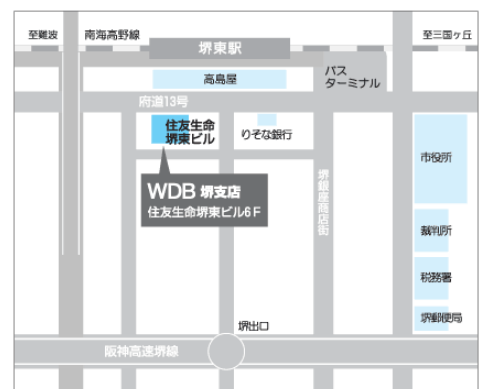 至難波
南海高野線
堺東駅
至三国ヶ丘
高島屋
バス
ターミナル
府道13号
住友生命
堺東ビル
りそな銀行
市役所
WDB 堺支店
住友生命堺東ビル6F
堺銀座商店街
裁判所
税務署
堺郵便局
堺出口
阪神高速堺線